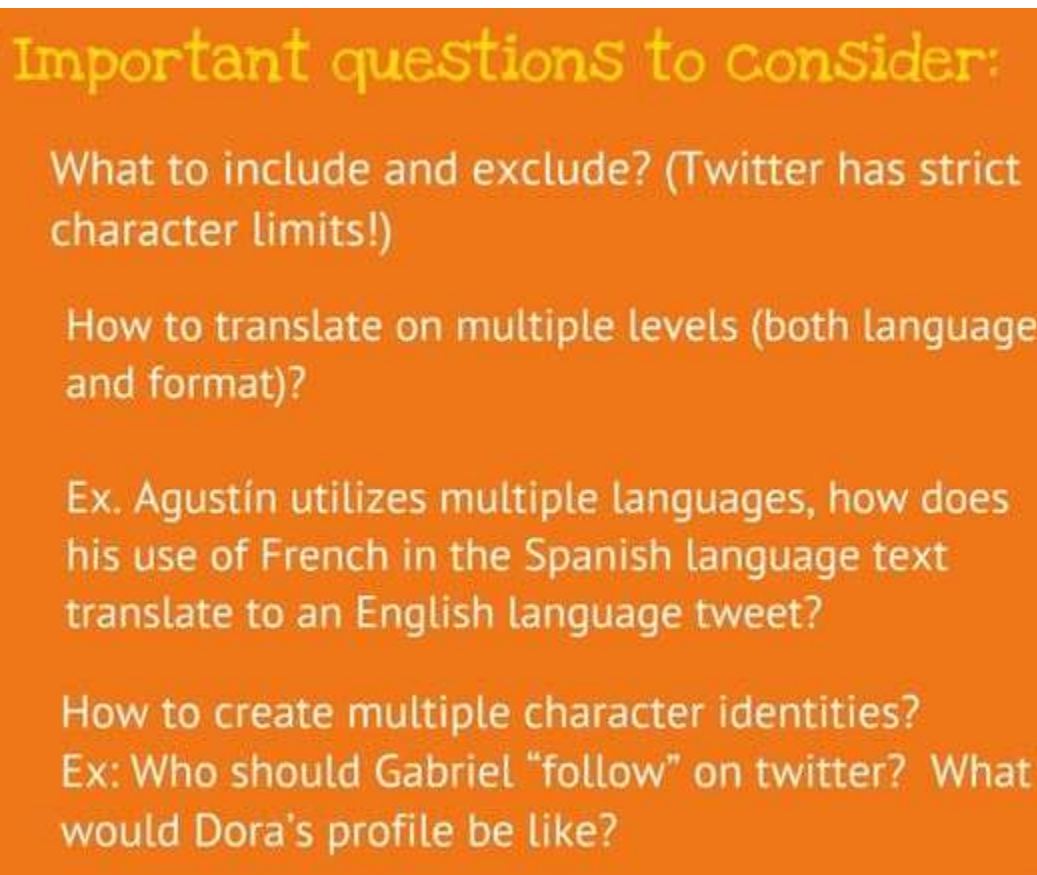 Important questions to consider:
What to include and exclude? (Twitter has strict
character limits!)
How to translate on multiple levels (both language
and format)?
Ex. Agustín utilizes multiple languages, how does
his use of French in the Spanish language text
translate to an English language tweet?
How to create multiple character identities?
Ex: Who should Gabriel “follow” on twitter?  What
would Dora's profile be like?